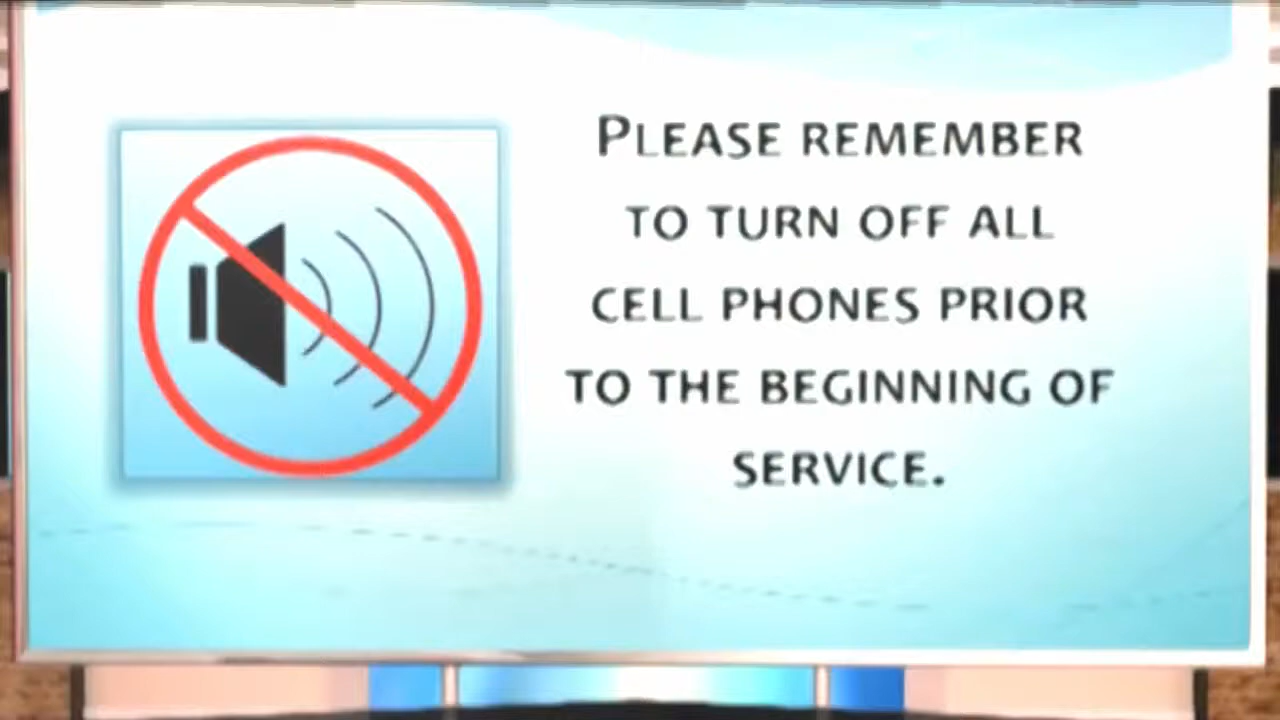 PLEASE REMEMBER
TO TURN OFF ALL
CELL PHONES PRIOR
TO THE BEGINNING OF
SERVICE.